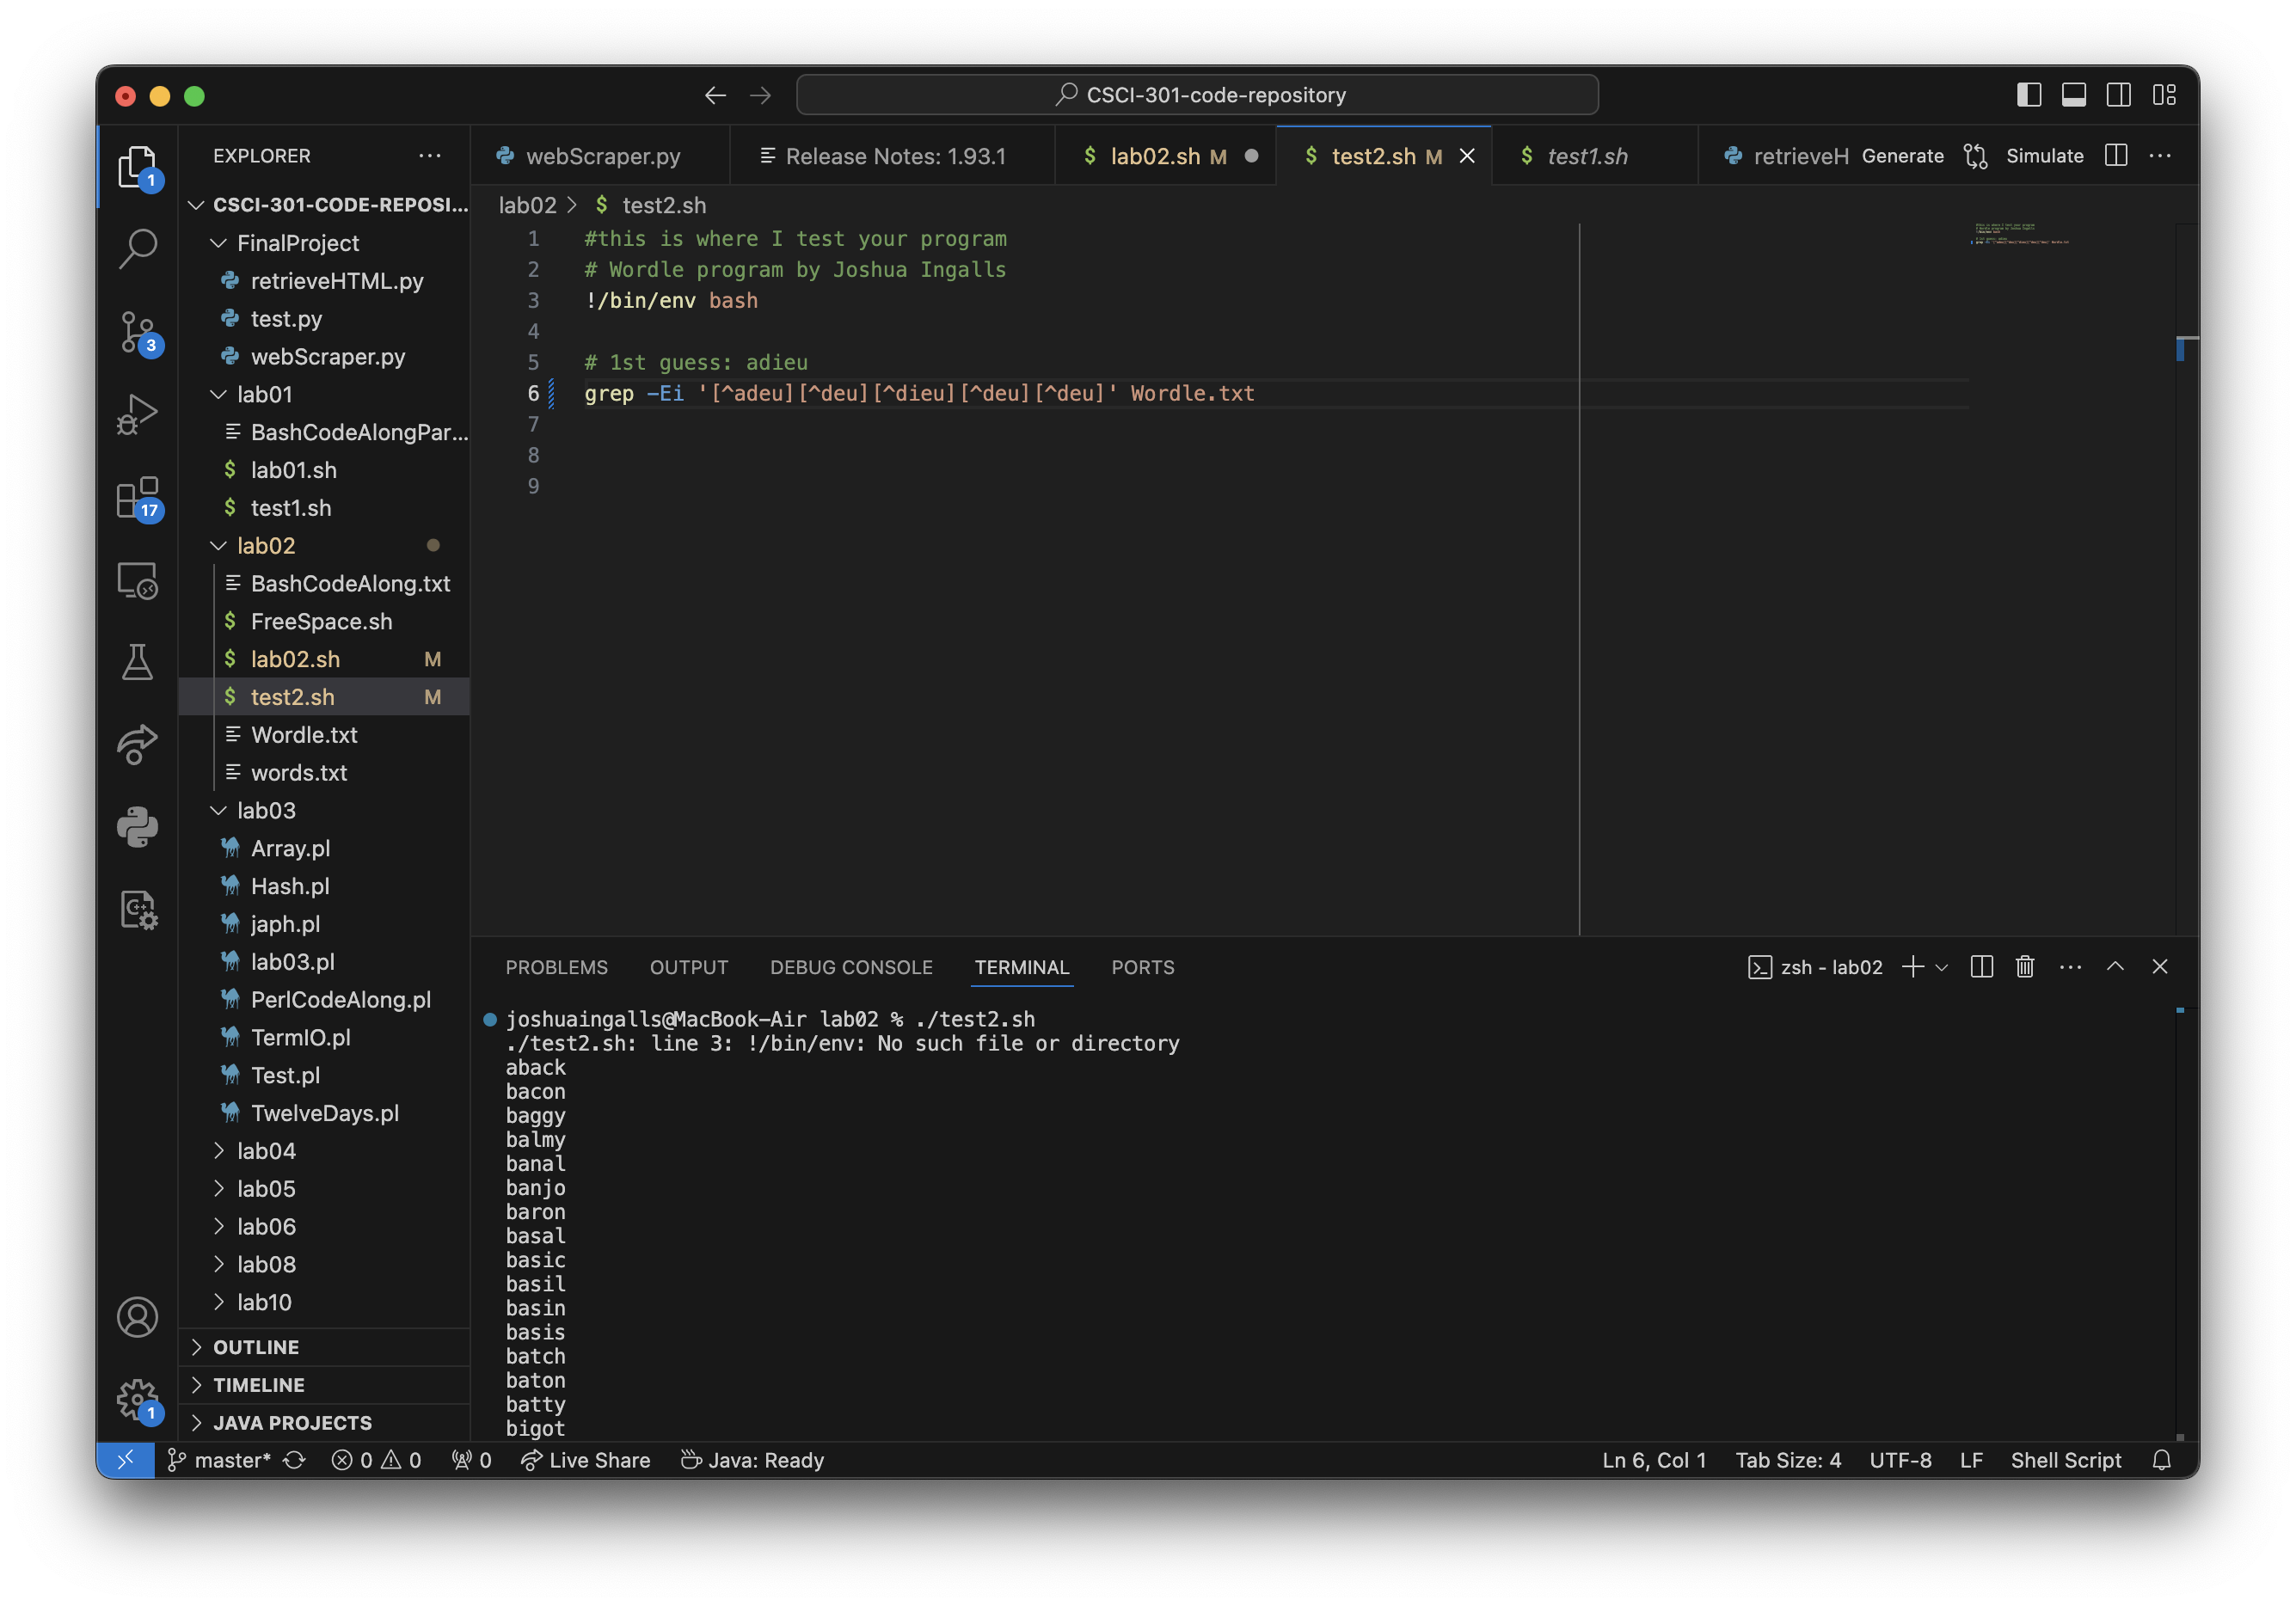 CSCI-301-code-repository
EXPLORER
webScraper.py
Release Notes: 1.93.1
$ lab02.sh M
$ test2.sh M
$ test1.sh
retrieveH
Generate
Simulate
CSCI-301-CODE-REPOSI...
FinalProject
retrieveHTML.py
test.py
webScraper.py
lab01
BashCodeAlongPar...
$ lab01.sh
$ test1.sh
lab02
BashCodeAlong.txt
$ FreeSpace.sh
$ lab02.sh M
$ test2.sh M
Wordle.txt
words.txt
lab03
Array.pl
Hash.pl
japh.pl
lab03.pl
PerlCodeAlong.pl
TermIO.pl
Test.pl
TwelveDays.pl
lab04
lab05
lab06
lab08
lab10
OUTLINE
TIMELINE
JAVA PROJECTS
1
3
17
1
lab02 > $ test2.sh
1 #this is where I test your program
2 # Wordle program by Joshua Ingalls
3 !/bin/env bash
4
5 # 1st guess: adieu
6 grep -Ei '[^adeu][^deu][^dieu][^deu][^deu]' Wordle.txt
7
8
9
PROBLEMS OUTPUT DEBUG CONSOLE TERMINAL PORTS
zsh - lab02
joshuaingalls@MacBook-Air lab02 % ./test2.sh
./test2.sh: line 3: !/bin/env: No such file or directory
aback
bacon
baggy
balmy
banal
banjo
baron
basal
basic
basil
basin
basis
batch
baton
batty
bigot
master* 0 0 0 Live Share Java: Ready
Ln 6, Col 1 Tab Size: 4 UTF-8 LF Shell Script